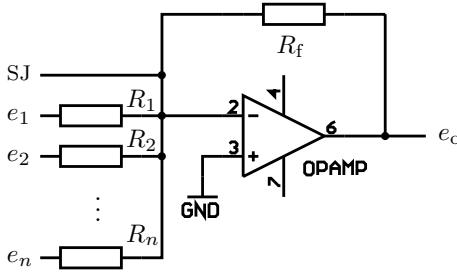 R_f
SJ
e_1 R_1
2 4 6 e_o
e_2 R_2
3 7 OPAMP
⋮
GND
e_n R_n